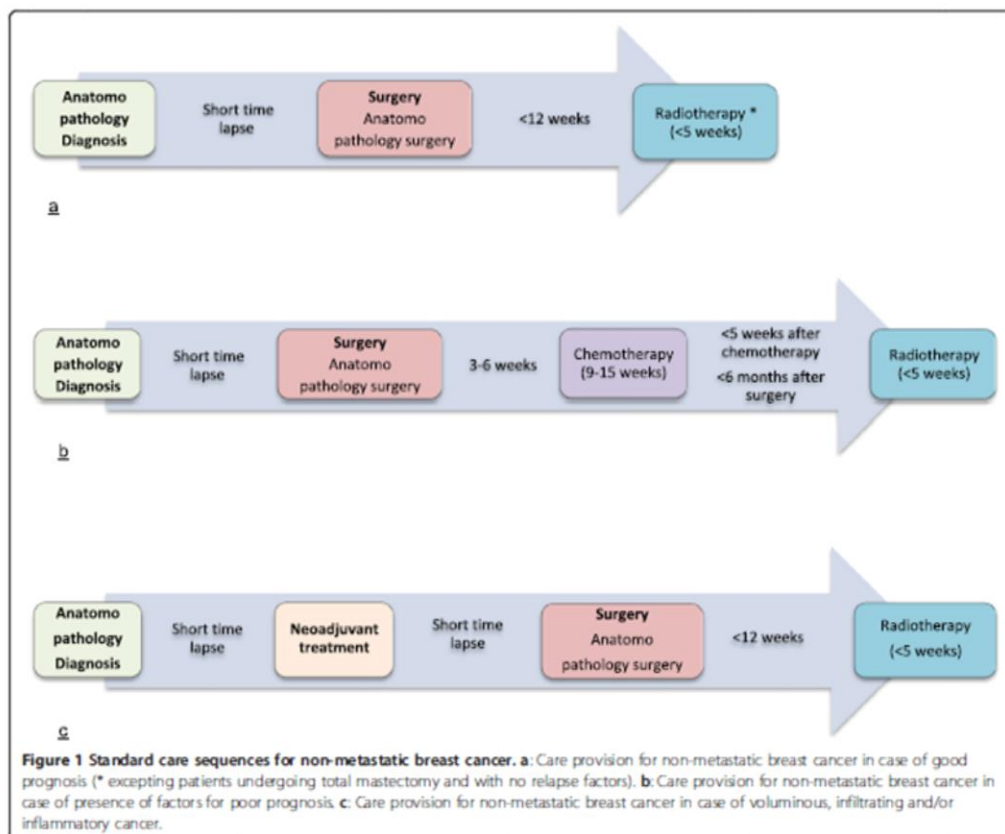 Anatomo
pathology
Diagnosis
Short time
lapse
Surgery
Anatomo
pathology surgery
<12 weeks
Radiotherapy *
(<5 weeks)
a
Anatomo
pathology
Diagnosis
Short time
lapse
Surgery
Anatomo
pathology surgery
3-6 weeks
Chemotherapy
(9-15 weeks)
<5 weeks after
chemotherapy
<6 months after
surgery
Radiotherapy
(<5 weeks)
b
Anatomo
pathology
Diagnosis
Short time
lapse
Neoadjuvant
treatment
Short time
lapse
Surgery
Anatomo
pathology surgery
<12 weeks
Radiotherapy
(<5 weeks)
c
Figure 1 Standard care sequences for non-metastatic breast cancer. a: Care provision for non-metastatic breast cancer in case of good
prognosis (* excepting patients undergoing total mastectomy and with no relapse factors). b: Care provision for non-metastatic breast cancer in
case of presence of factors for poor prognosis. c: Care provision for non-metastatic breast cancer in case of voluminous, infiltrating and/or
inflammatory cancer.